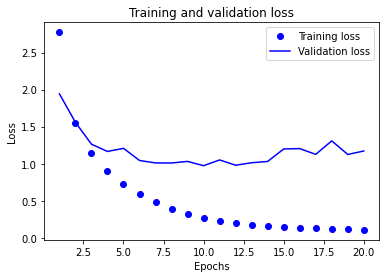 Training and validation loss
Training loss
Validation loss
2.5
2.0
1.5
1.0
0.5
0.0
Loss
2.5
5.0
7.5
10.0
12.5
15.0
17.5
20.0
Epochs